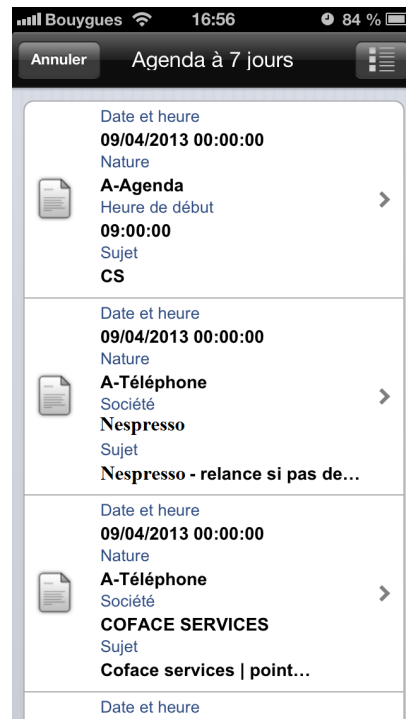 Bouygues 16:56 84 %
Annuler Agenda à 7 jours
Date et heure
09/04/2013 00:00:00
Nature
A-Agenda
Heure de début
09:00:00
Sujet
CS
Date et heure
09/04/2013 00:00:00
Nature
A-Téléphone
Société
Nespresso
Sujet
Nespresso - relance si pas de…
Date et heure
09/04/2013 00:00:00
Nature
A-Téléphone
Société
COFACE SERVICES
Sujet
Coface services | point…
Date et heure